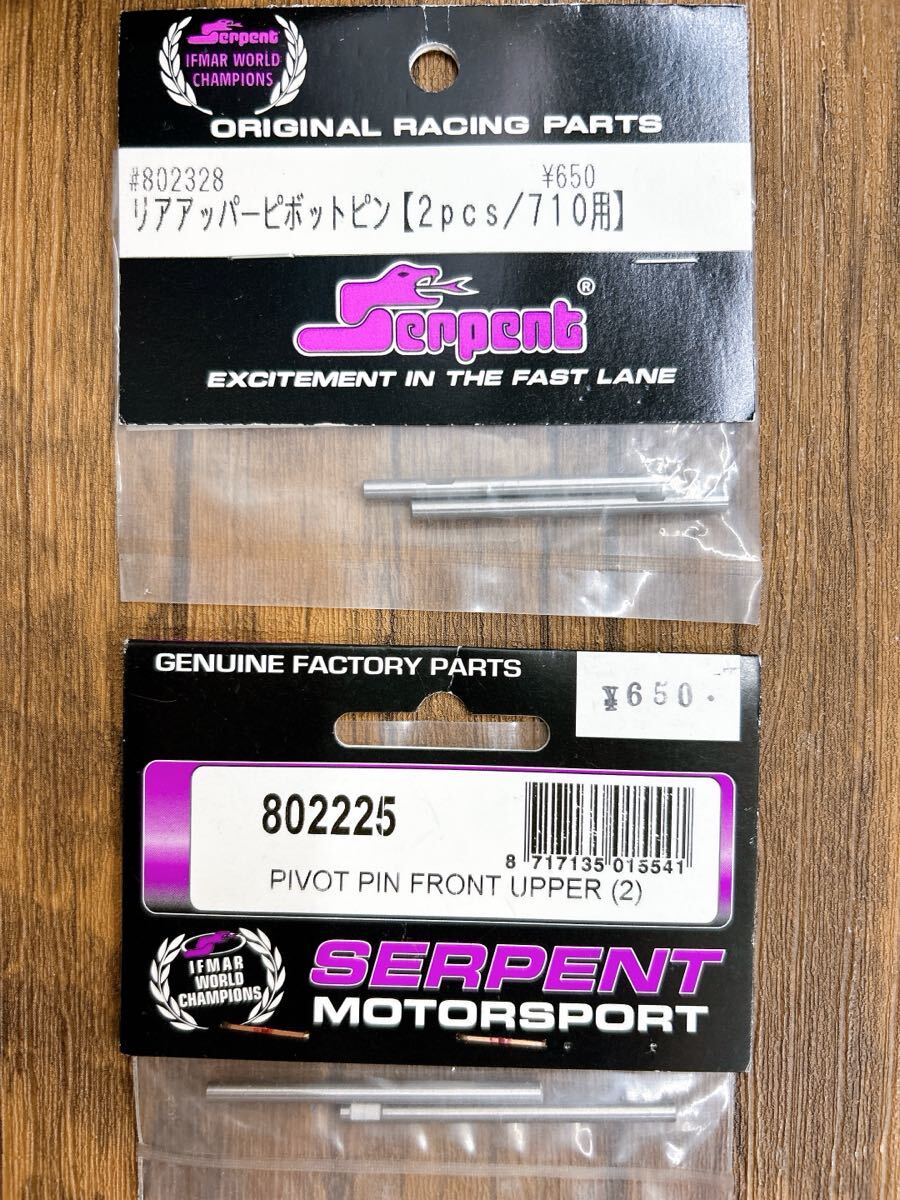 Serpent
IFMAR WORLD
CHAMPIONS
ORIGINAL RACING PARTS
#802328 ¥650
リアアッパーピボットピン【2pcs/710用】
Serpent®
EXCITEMENT IN THE FAST LANE
GENUINE FACTORY PARTS
¥650.
802225
8 717135 015541
PIVOT PIN FRONT UPPER (2)
IFMAR
WORLD
CHAMPIONS
SERPENT
MOTORSPORT